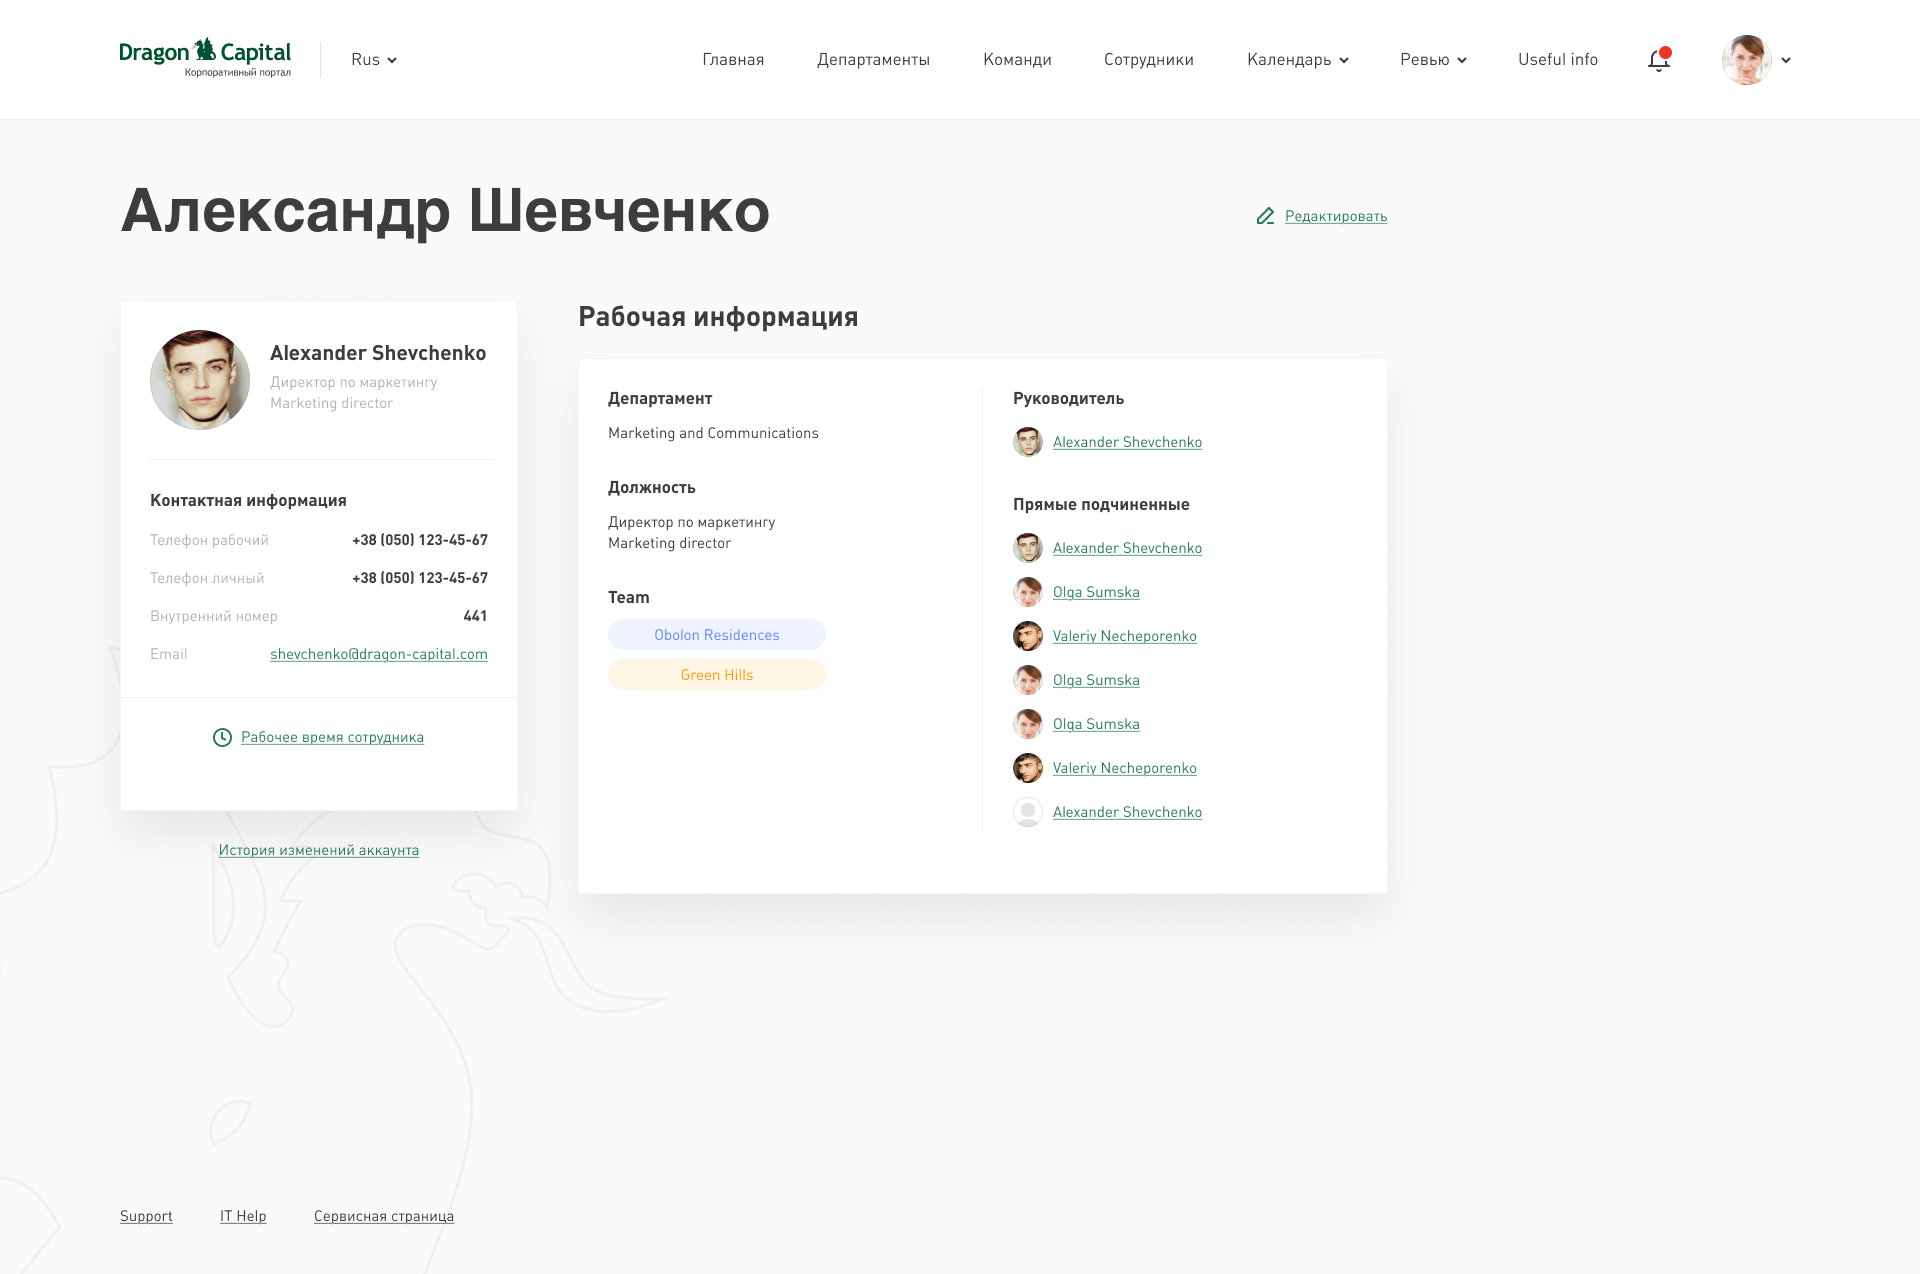 Dragon Capital
Корпоративный портал
Rus
Главная
Департаменты
Команди
Сотрудники
Календарь
Ревью
Useful info
Александр Шевченко
Редактировать
Alexander Shevchenko
Директор по маркетингу
Marketing director
Контактная информация
Телефон рабочий +38 (050) 123-45-67
Телефон личный +38 (050) 123-45-67
Внутренний номер 441
Email shevchenko@dragon-capital.com
Рабочее время сотрудника
История изменений аккаунта
Рабочая информация
Департамент
Marketing and Communications
Должность
Директор по маркетингу
Marketing director
Team
Obolon Residences
Green Hills
Руководитель
Alexander Shevchenko
Прямые подчиненные
Alexander Shevchenko
Olga Sumska
Valeriy Necheporenko
Olga Sumska
Olga Sumska
Valeriy Necheporenko
Alexander Shevchenko
Support
IT Help
Сервисная страница